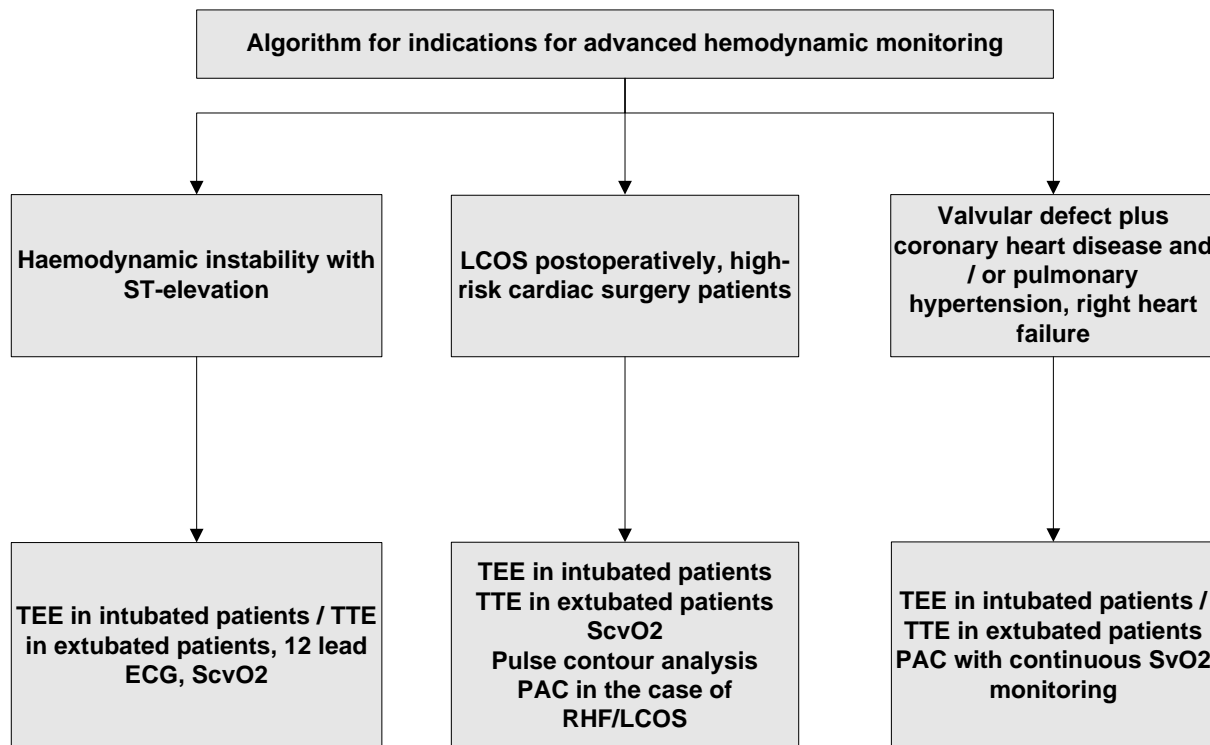 Algorithm for indications for advanced hemodynamic monitoring
Haemodynamic instability with
ST-elevation
LCOS postoperatively, high-
risk cardiac surgery patients
Valvular defect plus
coronary heart disease and
/ or pulmonary
hypertension, right heart
failure
TEE in intubated patients / TTE
in extubated patients, 12 lead
ECG, ScvO2
TEE in intubated patients
TTE in extubated patients
ScvO2
Pulse contour analysis
PAC in the case of
RHF/LCOS
TEE in intubated patients /
TTE in extubated patients
PAC with continuous SvO2
monitoring